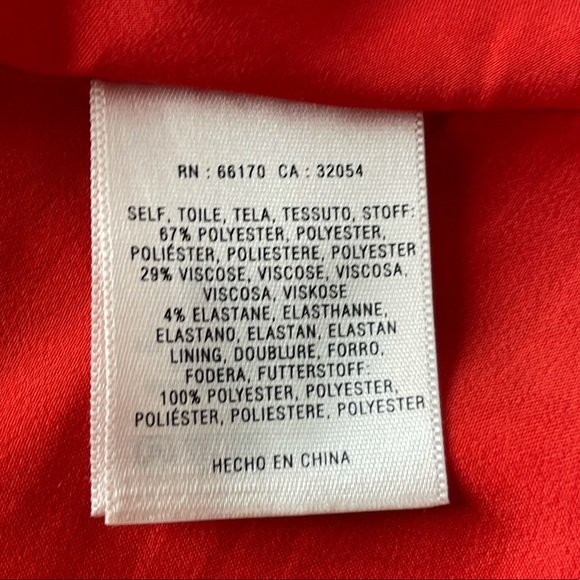 RN : 66170 CA : 32054
SELF, TOILE, TELA, TESSUTO, STOFF:
67% POLYESTER, POLYESTER,
POLIÉSTER, POLIESTERE, POLYESTER
29% VISCOSE, VISCOSE, VISCOSA,
VISCOSA, VISKOSE
4% ELASTANE, ELASTHANNE,
ELASTANO, ELASTAN, ELASTAN
LINING, DOUBLURE, FORRO,
FODERA, FUTTERSTOFF:
100% POLYESTER, POLYESTER,
POLIÉSTER, POLIESTERE, POLYESTER
HECHO EN CHINA